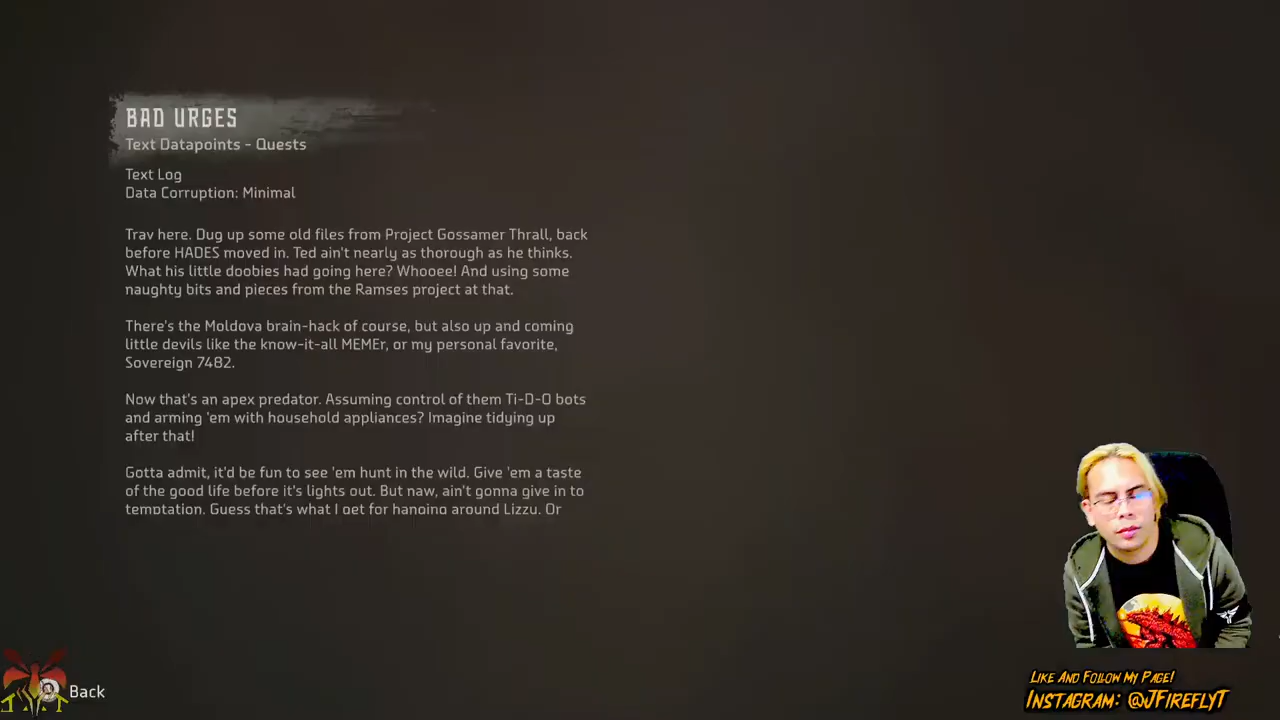 BAD URGES
Text Datapoints - Quests
Text Log
Data Corruption: Minimal
Trav here. Dug up some old files from Project Gossamer Thrall, back
before HADES moved in. Ted ain't nearly as thorough as he thinks.
What his little doobies had going here? Whooee! And using some
naughty bits and pieces from the Ramses project at that.
There's the Moldova brain-hack of course, but also up and coming
little devils like the know-it-all MEMEr, or my personal favorite,
Sovereign 7482.
Now that's an apex predator. Assuming control of them Ti-D-O bots
and arming 'em with household appliances? Imagine tidying up
after that!
Gotta admit, it'd be fun to see 'em hunt in the wild. Give 'em a taste
of the good life before it's lights out. But naw, ain't gonna give in to
temptation. Guess that's what I get for hanging around Lizzy. Or
Back
Like And Follow My Page!
Instagram: @JFireflyT